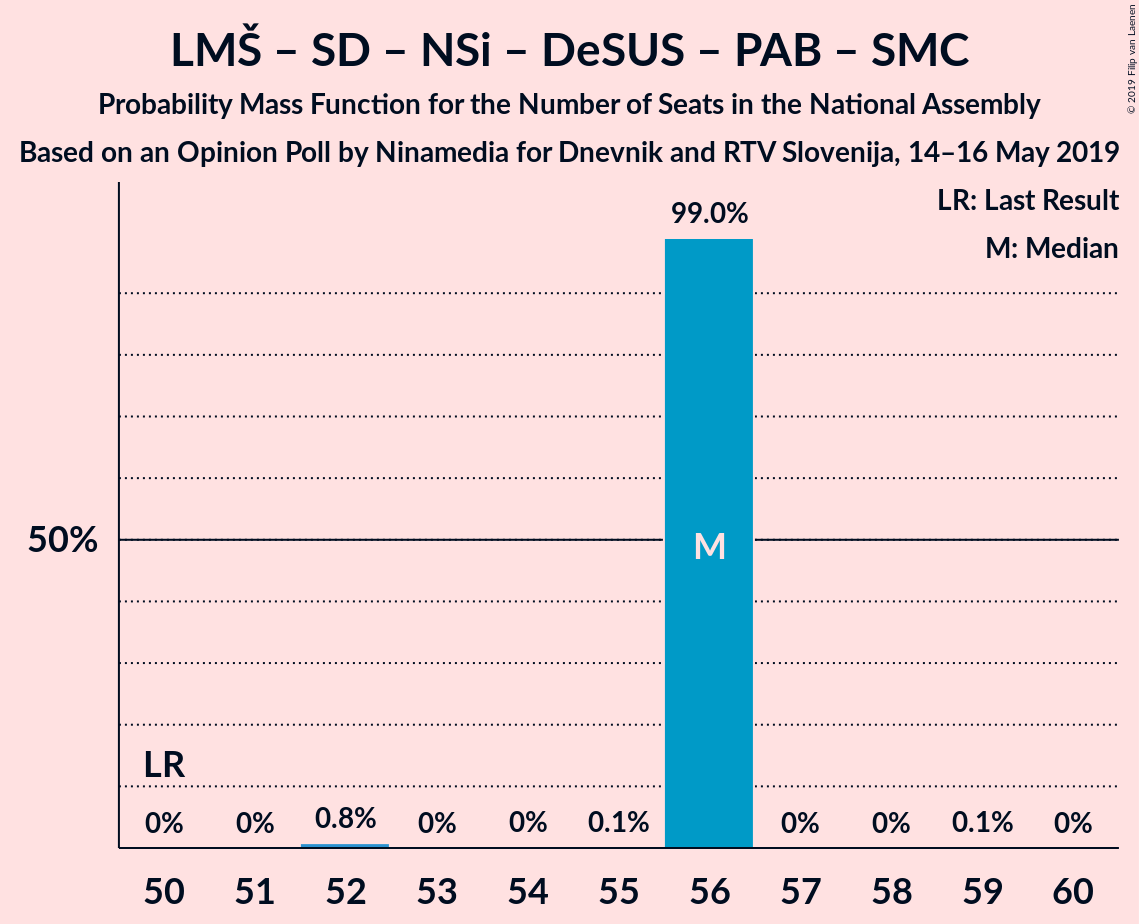 LMŠ – SD – NSi – DeSUS – PAB – SMC
Probability Mass Function for the Number of Seats in the National Assembly
Based on an Opinion Poll by Ninamedia for Dnevnik and RTV Slovenija, 14–16 May 2019
© 2019 Filip van Laenen
LR: Last Result
M: Median
99.0%
50%
M
LR
0% 0% 0.8% 0% 0% 0.1% 0% 0% 0.1% 0%
50 51 52 53 54 55 56 57 58 59 60